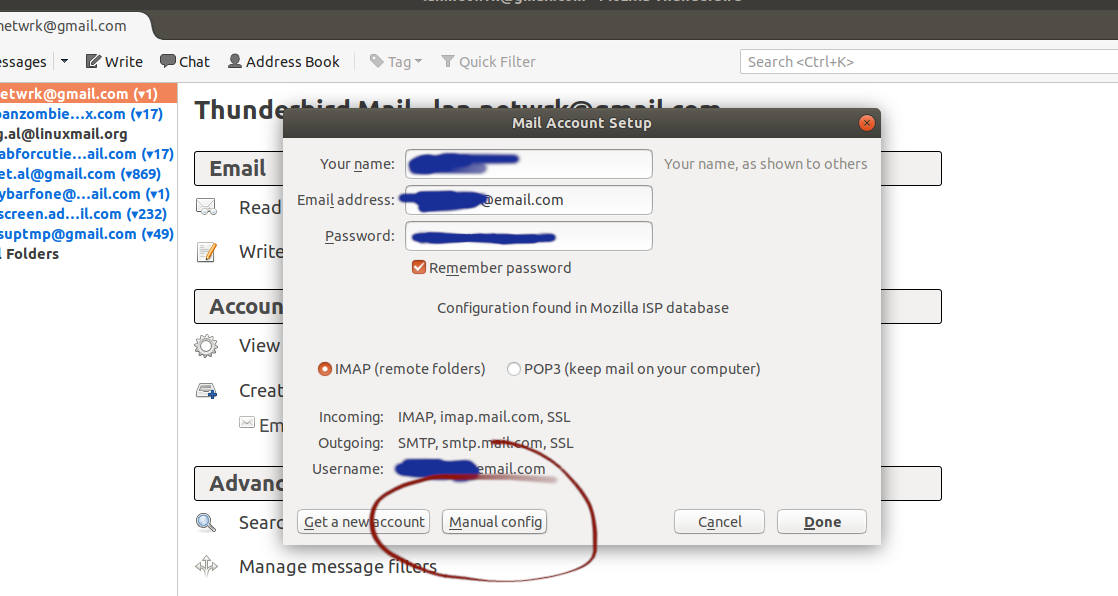 netwrk@gmail.com
essages Write Chat Address Book Tag Quick Filter Search <Ctrl+K>
etwrk@gmail.com (▾1)
anzombie…x.com (▾17)
g.al@linuxmail.org
abforcutie…ail.com (▾17)
et.al@gmail.com (▾869)
ybarfone@…ail.com (▾1)
screen.ad…il.com (▾232)
suptmp@gmail.com (▾49)
l Folders
Thunderbird Mail - lan.netwrk@gmail.com
Email
Read
Write
Accoun
View
Creat
Em
Advanc
Searc
Manage message filters
Mail Account Setup
Your name: Your name, as shown to others
Email address: @email.com
Password:
Remember password
Configuration found in Mozilla ISP database
IMAP (remote folders) POP3 (keep mail on your computer)
Incoming: IMAP, imap.mail.com, SSL
Outgoing: SMTP, smtp.mail.com, SSL
Username: email.com
Get a new account Manual config Cancel Done